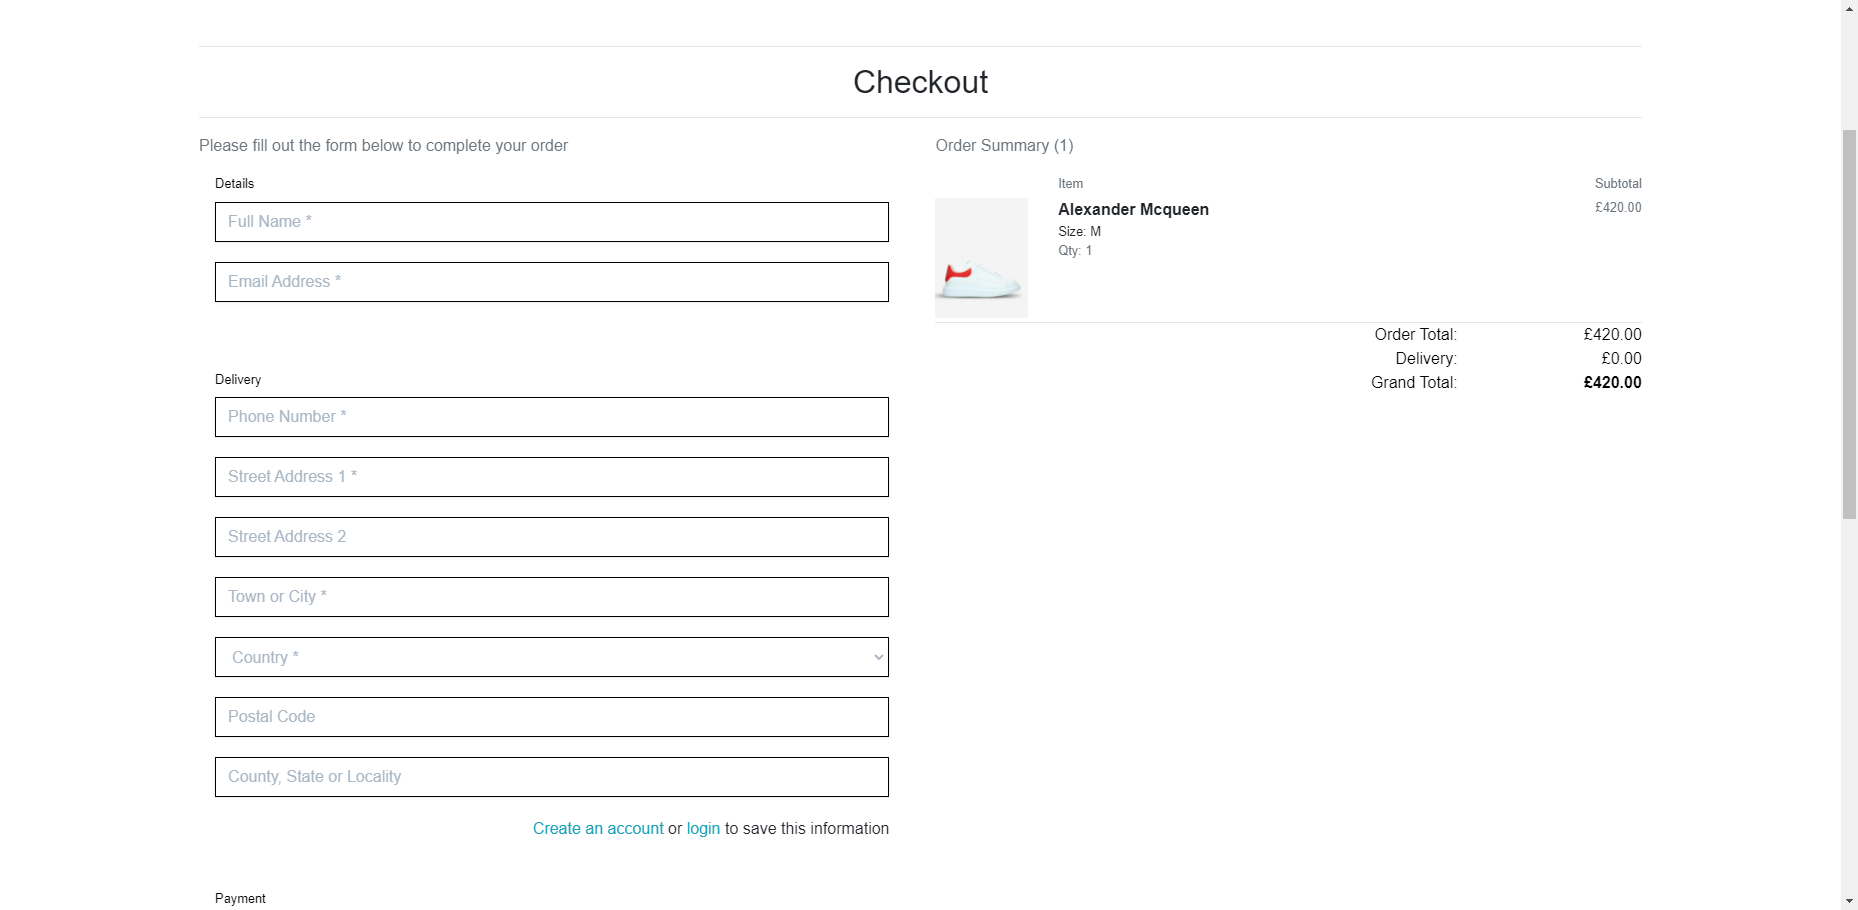 Checkout
Please fill out the form below to complete your order
Details
Full Name *
Email Address *
Delivery
Phone Number *
Street Address 1 *
Street Address 2
Town or City *
Country *
Postal Code
County, State or Locality
Create an account or login to save this information
Payment
Order Summary (1)
Item Subtotal
Alexander Mcqueen £420.00
Size: M
Qty: 1
Order Total: £420.00
Delivery: £0.00
Grand Total: £420.00